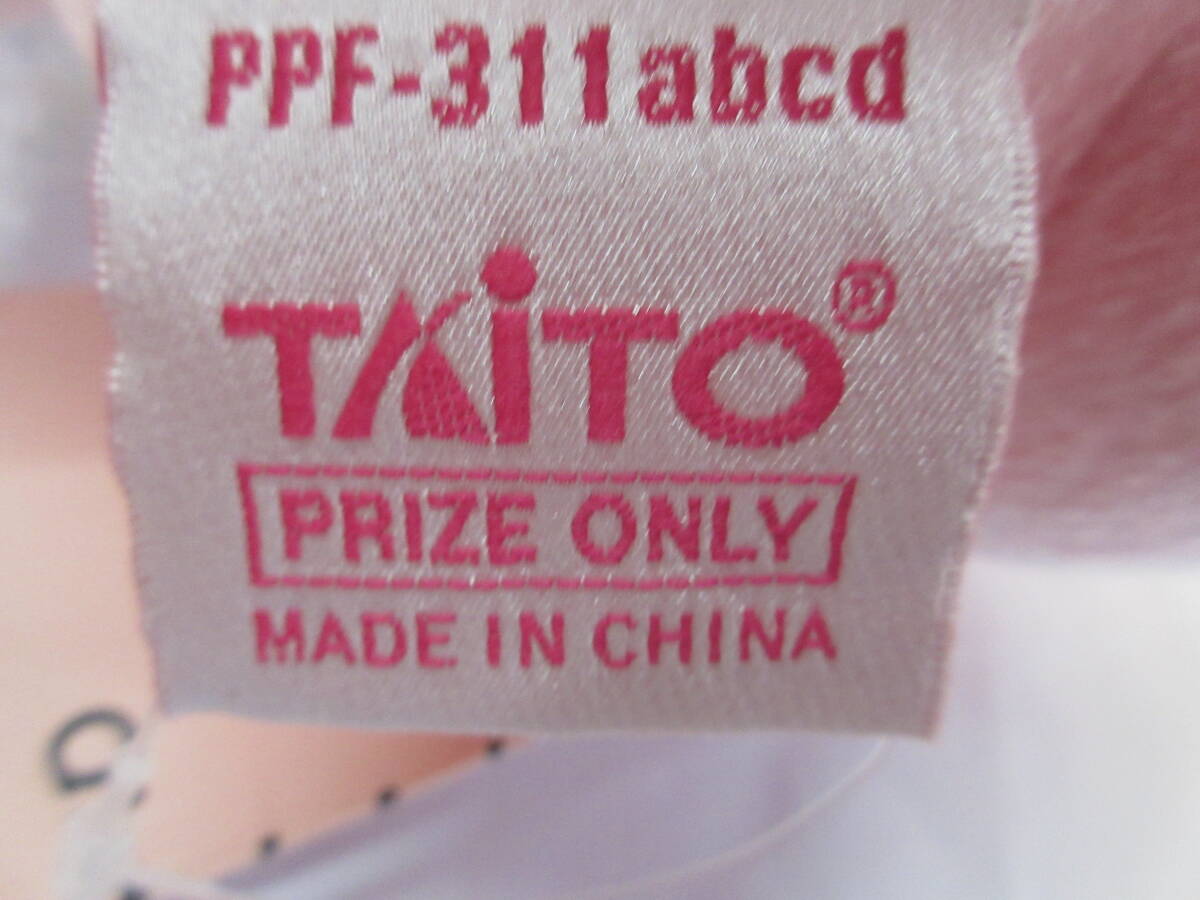 PPF-311abcd
TAiTO®
PRIZE ONLY
MADE IN CHINA